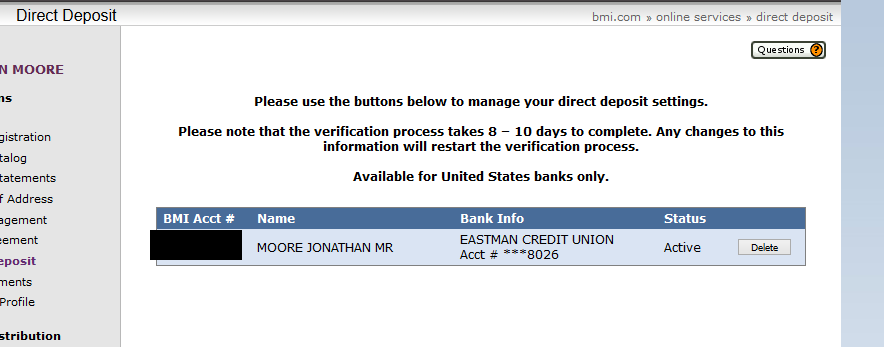 Direct Deposit
bmi.com » online services » direct deposit
Questions ?
N MOORE
ns
gistration
talog
tatements
f Address
agement
eement
eposit
ments
Profile
stribution
Please use the buttons below to manage your direct deposit settings.
Please note that the verification process takes 8 – 10 days to complete. Any changes to this
information will restart the verification process.
Available for United States banks only.
BMI Acct # Name Bank Info Status
MOORE JONATHAN MR EASTMAN CREDIT UNION Active Delete
Acct # ***8026